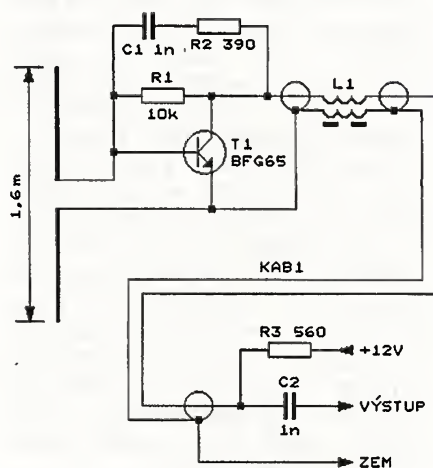 C1 1n
R2 390
R1
10k
L1
T1
BFG65
1,6m
KAB1
R3 560
+12V
C2
1n
VÝSTUP
ZEM